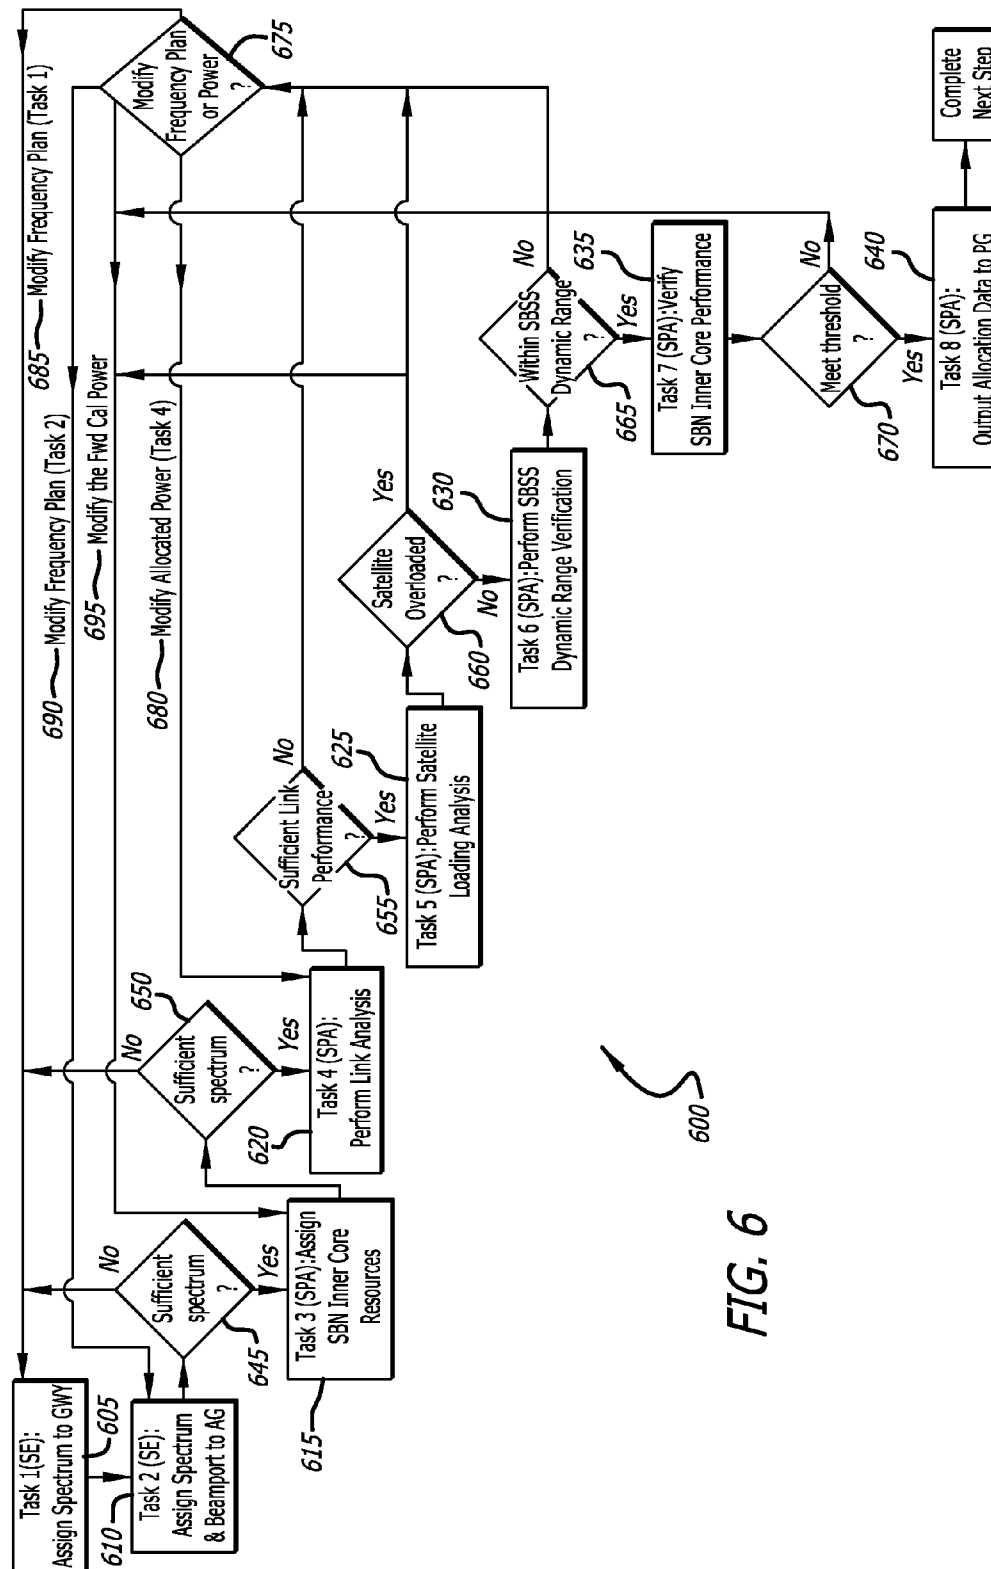 Task 1(SE):
Assign Spectrum to GWY
605
610
Task 2 (SE):
Assign Spectrum
& Beamport to AG
Sufficient
spectrum
?
No
Yes
645
615
Task 3 (SPA):Assign
SBN Inner Core
Resources
Sufficient
spectrum
?
No
Yes
650
620
Task 4 (SPA):
Perform Link Analysis
Sufficient Link
Performance
?
No
Yes
655
625
Task 5 (SPA):Perform Satellite
Loading Analysis
Satellite
Overloaded
?
Yes
No
660
630
Task 6 (SPA):Perform SBSS
Dynamic Range Verification
Within SBSS
Dynamic Range
?
No
Yes
665
635
Task 7 (SPA):Verify
SBN Inner Core Performance
Meet threshold
?
No
Yes
670
640
Task 8 (SPA):
Output Allocation Data to PG
Complete
Next Step
Modify
Frequency Plan
or Power
?
675
685 Modify Frequency Plan (Task 1)
690 Modify Frequency Plan (Task 2)
695 Modify the Fwd Cal Power
680 Modify Allocated Power (Task 4)
600
FIG. 6